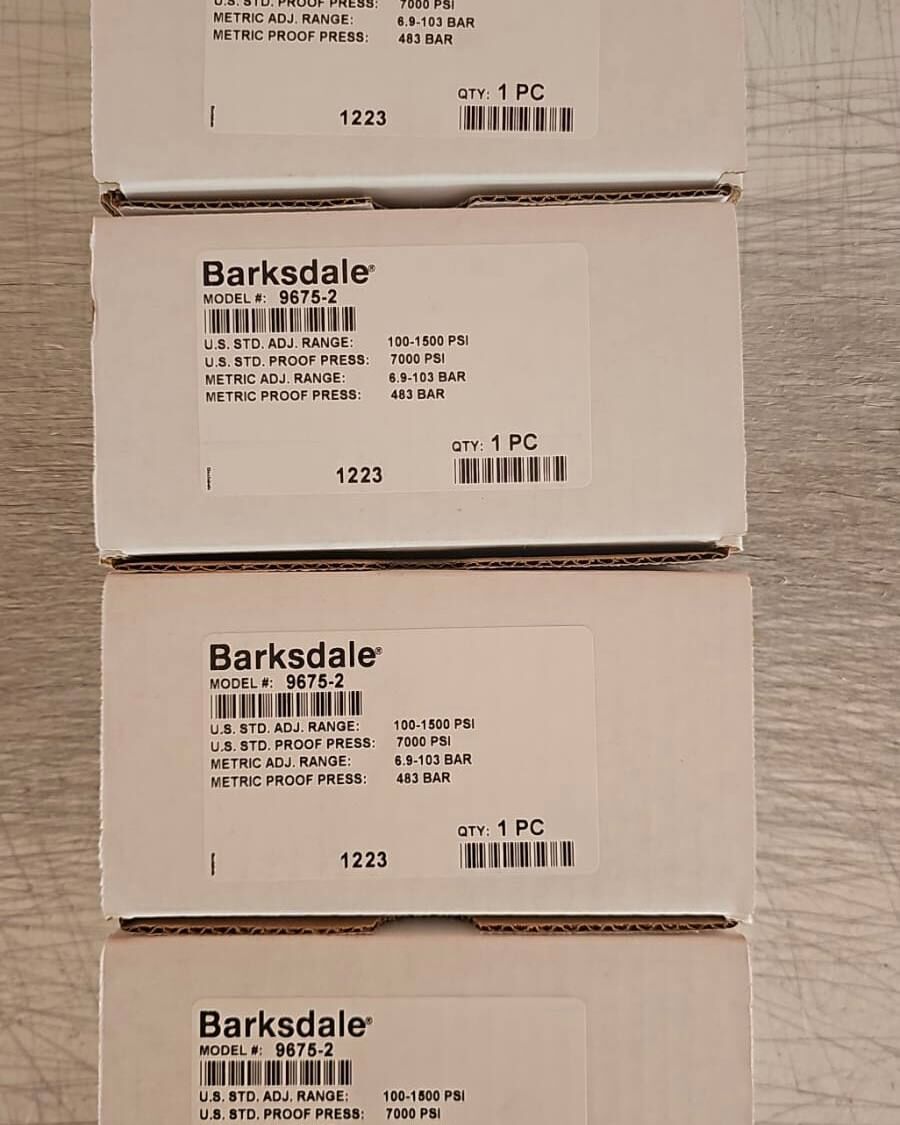 U.S. STD. PROOF PRESS: 7000 PSI
METRIC ADJ. RANGE: 6.9-103 BAR
METRIC PROOF PRESS: 483 BAR
QTY: 1 PC
1223
Barksdale®
MODEL #: 9675-2
U.S. STD. ADJ. RANGE: 100-1500 PSI
U.S. STD. PROOF PRESS: 7000 PSI
METRIC ADJ. RANGE: 6.9-103 BAR
METRIC PROOF PRESS: 483 BAR
QTY: 1 PC
1223
Barksdale®
MODEL #: 9675-2
U.S. STD. ADJ. RANGE: 100-1500 PSI
U.S. STD. PROOF PRESS: 7000 PSI
METRIC ADJ. RANGE: 6.9-103 BAR
METRIC PROOF PRESS: 483 BAR
QTY: 1 PC
1223
Barksdale®
MODEL #: 9675-2
U.S. STD. ADJ. RANGE: 100-1500 PSI
U.S. STD. PROOF PRESS: 7000 PSI